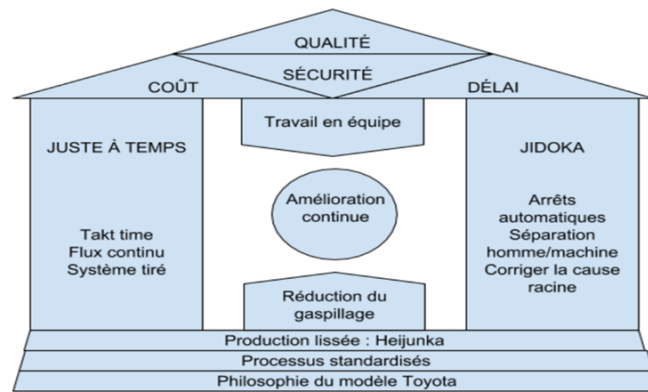 QUALITÉ
SÉCURITÉ
COÛT
DÉLAI
JUSTE À TEMPS
Takt time
Flux continu
Système tiré
Travail en équipe
Amélioration
continue
Réduction du
gaspillage
JIDOKA
Arrêts
automatiques
Séparation
homme/machine
Corriger la cause
racine
Production lissée : Heijunka
Processus standardisés
Philosophie du modèle Toyota